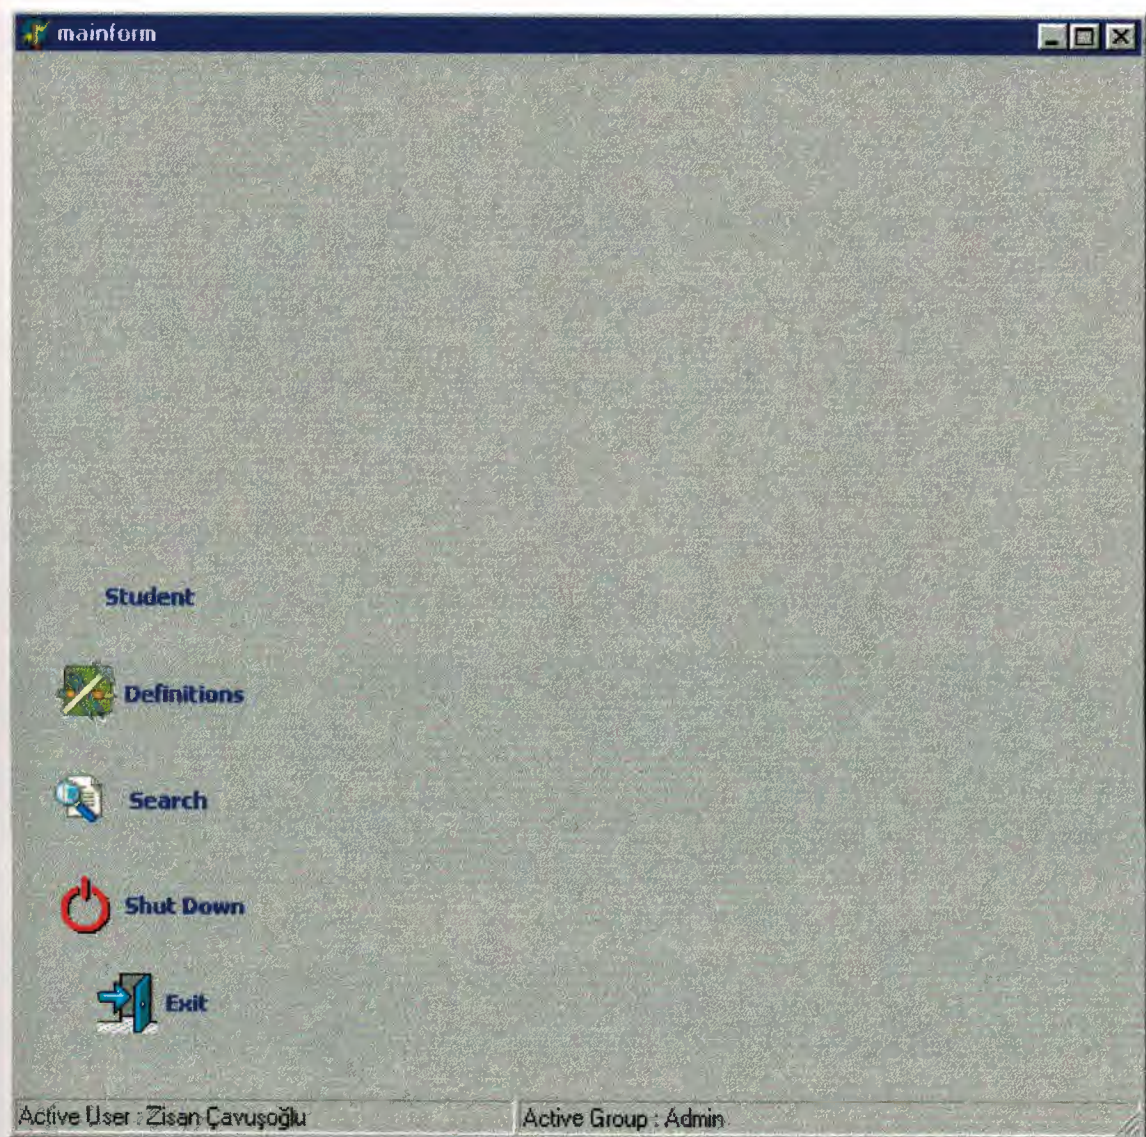 mainform
Student
Definitions
Search
Shut Down
Exit
Active User : Zisan Çavuşoğlu
Active Group : Admin